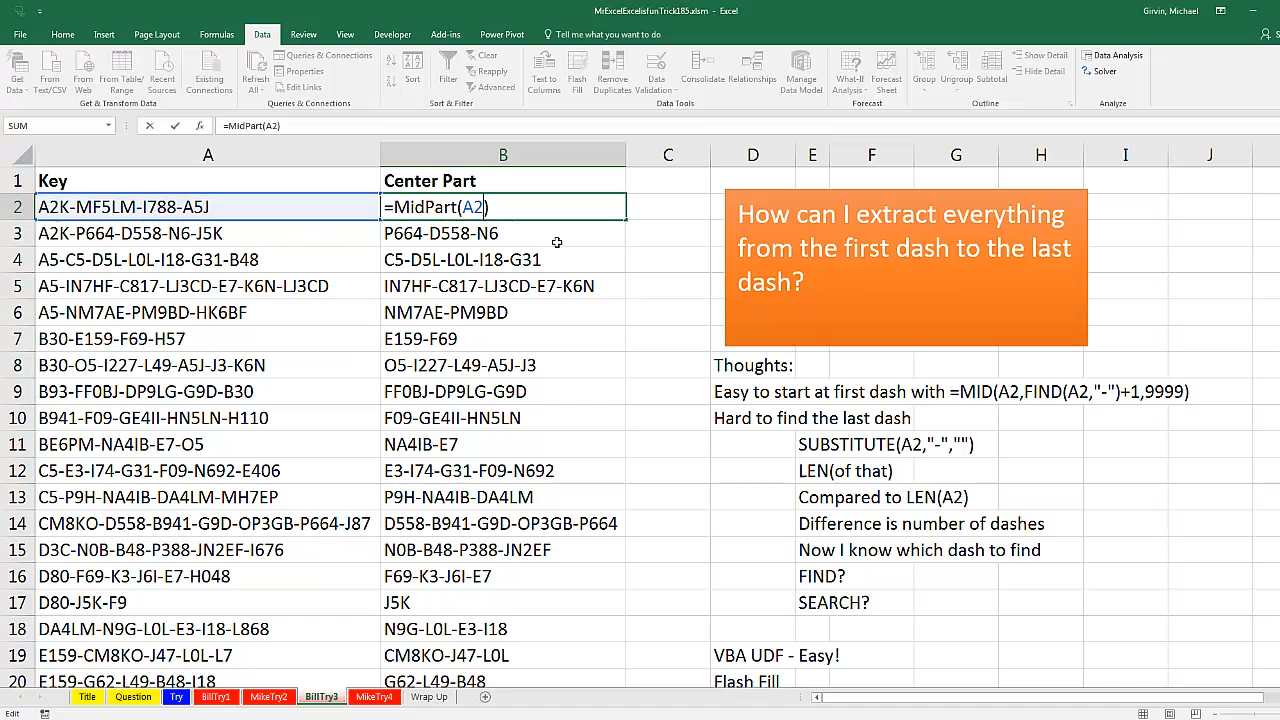 MrExcelExcelisfunTrick185.xlsm - Excel
Girvin, Michael
File Home Insert Page Layout Formulas Data Review View Developer Add-ins Power Pivot Tell me what you want to do
Get Data
From Text/CSV
From Web
From Table/ Range
Recent Sources
Existing Connections
Get & Transform Data
Refresh All
Queries & Connections
Properties
Edit Links
Queries & Connections
Sort
Filter
Clear
Reapply
Advanced
Sort & Filter
Text to Columns
Flash Fill
Remove Duplicates
Data Validation
Consolidate
Relationships
Manage Data Model
Data Tools
What-If Analysis
Forecast Sheet
Forecast
Group
Ungroup
Subtotal
Show Detail
Hide Detail
Outline
Data Analysis
Solver
Analyze
SUM
fx
=MidPart(A2)
A B C D E F G H I J
1 Key Center Part
2 A2K-MF5LM-I788-A5J =MidPart(A2)
3 A2K-P664-D558-N6-J5K P664-D558-N6
4 A5-C5-D5L-L0L-I18-G31-B48 C5-D5L-L0L-I18-G31
5 A5-IN7HF-C817-LJ3CD-E7-K6N-LJ3CD IN7HF-C817-LJ3CD-E7-K6N
6 A5-NM7AE-PM9BD-HK6BF NM7AE-PM9BD
7 B30-E159-F69-H57 E159-F69
8 B30-O5-I227-L49-A5J-J3-K6N O5-I227-L49-A5J-J3
9 B93-FF0BJ-DP9LG-G9D-B30 FF0BJ-DP9LG-G9D
10 B941-F09-GE4II-HN5LN-H110 F09-GE4II-HN5LN
11 BE6PM-NA4IB-E7-O5 NA4IB-E7
12 C5-E3-I74-G31-F09-N692-E406 E3-I74-G31-F09-N692
13 C5-P9H-NA4IB-DA4LM-MH7EP P9H-NA4IB-DA4LM
14 CM8KO-D558-B941-G9D-OP3GB-P664-J87 D558-B941-G9D-OP3GB-P664
15 D3C-N0B-B48-P388-JN2EF-I676 N0B-B48-P388-JN2EF
16 D80-F69-K3-J6I-E7-H048 F69-K3-J6I-E7
17 D80-J5K-F9 J5K
18 DA4LM-N9G-L0L-E3-I18-L868 N9G-L0L-E3-I18
19 E159-CM8KO-J47-L0L-L7 CM8KO-J47-L0L
20 E159-G62-L49-B48-I18 G62-L49-B48
How can I extract everything
from the first dash to the last
dash?
Thoughts:
Easy to start at first dash with =MID(A2,FIND(A2,"-")+1,9999)
Hard to find the last dash
SUBSTITUTE(A2,"-","")
LEN(of that)
Compared to LEN(A2)
Difference is number of dashes
Now I know which dash to find
FIND?
SEARCH?
VBA UDF - Easy!
Flash Fill
Title Question Try BillTry1 MikeTry2 BillTry3 MikeTry4 Wrap Up
Edit